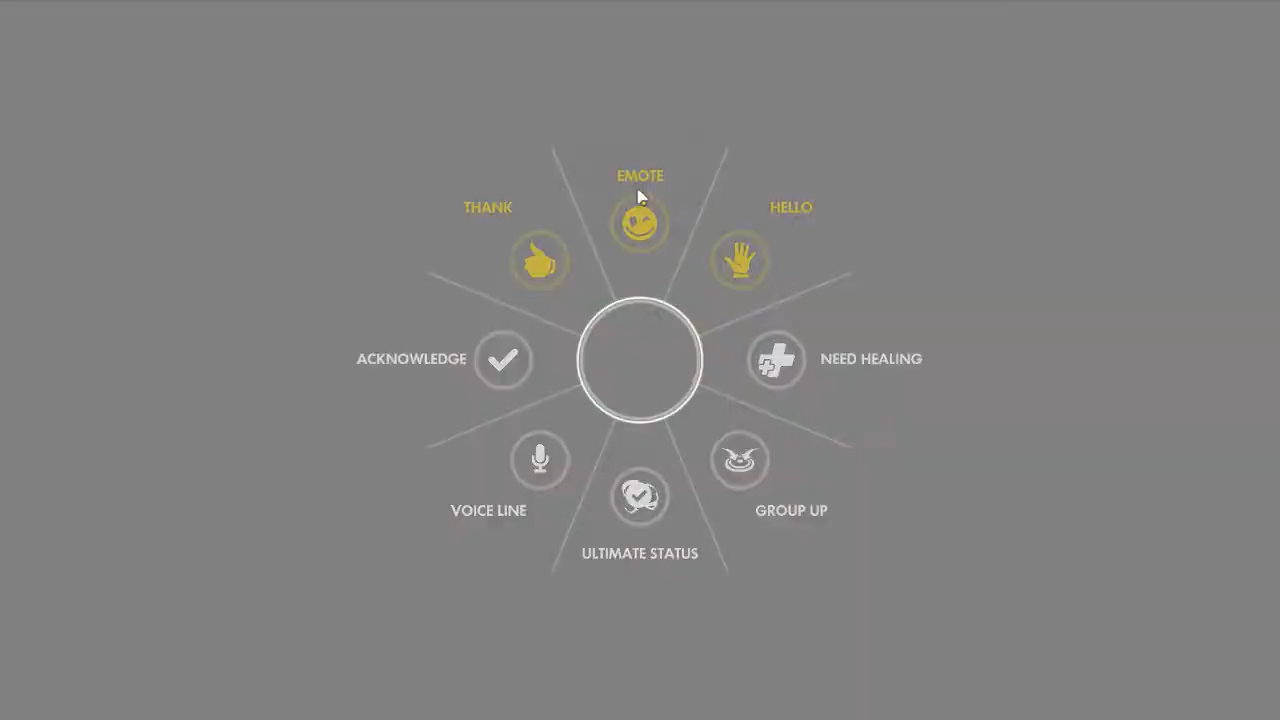 EMOTE
THANK
HELLO
ACKNOWLEDGE
NEED HEALING
VOICE LINE
GROUP UP
ULTIMATE STATUS